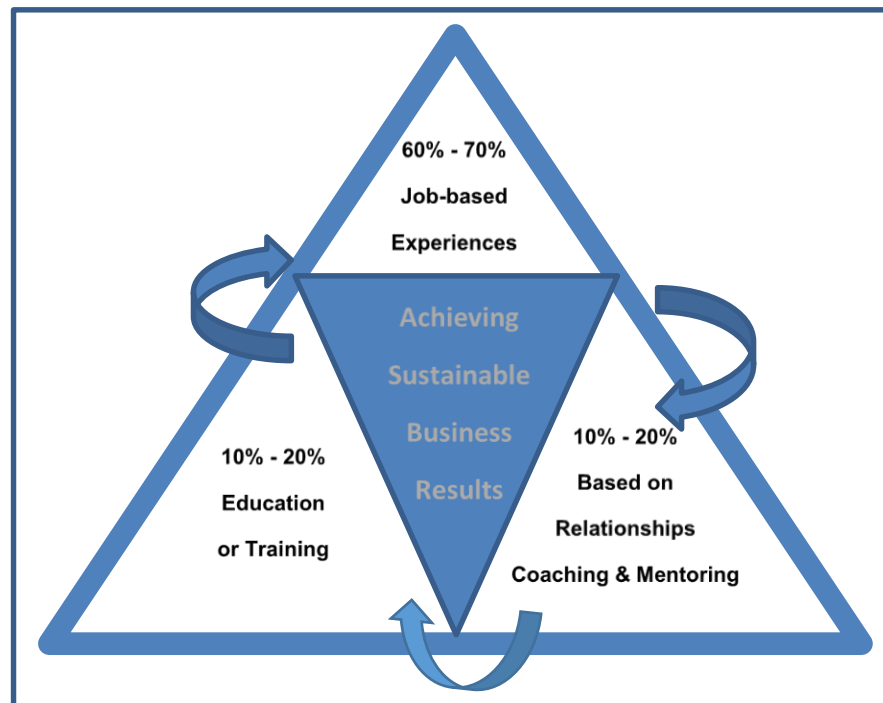 60% - 70%
Job-based
Experiences
Achieving
Sustainable
Business
Results
10% - 20%
Education
or Training
10% - 20%
Based on
Relationships
Coaching & Mentoring